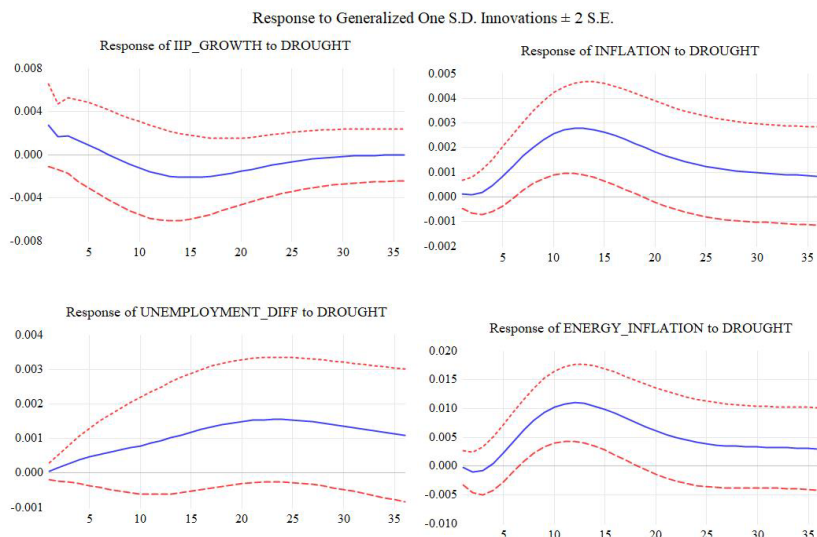 Response to Generalized One S.D. Innovations ± 2 S.E.
Response of IIP_GROWTH to DROUGHT
0.008
0.004
0.000
-0.004
-0.008
5 10 15 20 25 30 35
Response of INFLATION to DROUGHT
0.005
0.004
0.003
0.002
0.001
0.000
-0.001
-0.002
5 10 15 20 25 30 35
Response of UNEMPLOYMENT_DIFF to DROUGHT
0.004
0.003
0.002
0.001
0.000
-0.001
5 10 15 20 25 30 35
Response of ENERGY_INFLATION to DROUGHT
0.020
0.015
0.010
0.005
0.000
-0.005
-0.010
5 10 15 20 25 30 35